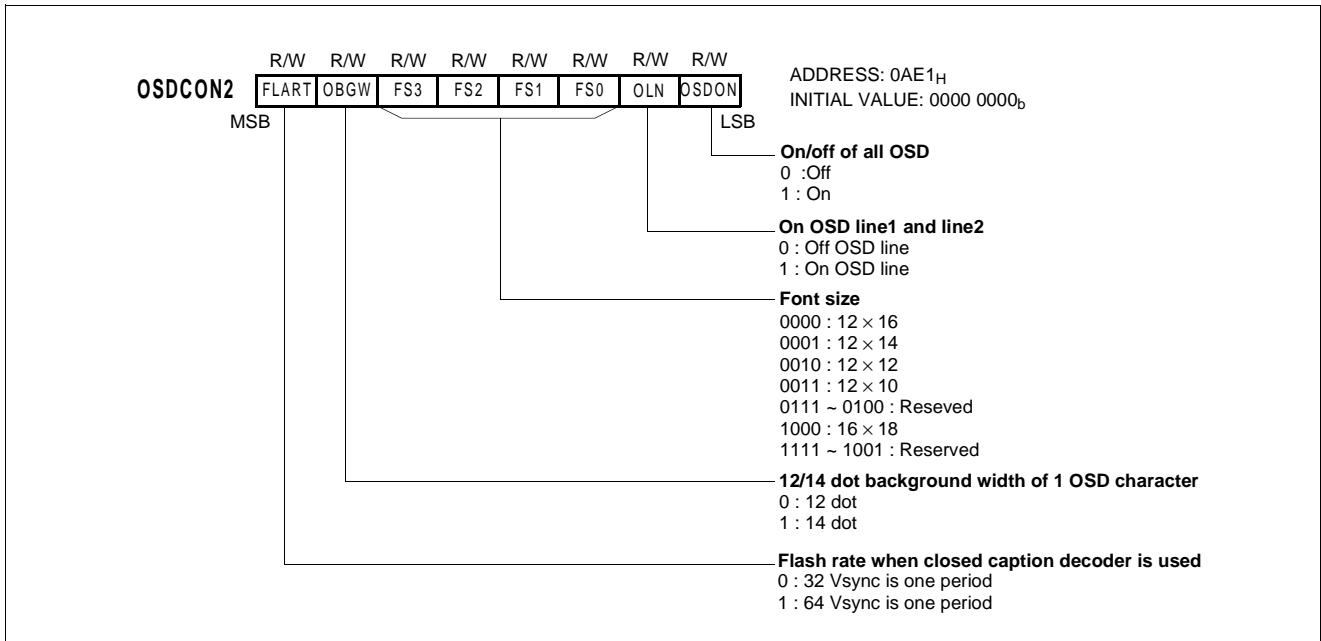 R/W R/W R/W R/W R/W R/W R/W R/W
OSDCON2 FLART OBGW FS3 FS2 FS1 FS0 OLN OSDON
ADDRESS: 0AE1H
INITIAL VALUE: 0000 0000b
MSB LSB
On/off of all OSD
0 :Off
1 : On
On OSD line1 and line2
0 : Off OSD line
1 : On OSD line
Font size
0000 : 12 × 16
0001 : 12 × 14
0010 : 12 × 12
0011 : 12 × 10
0111 ~ 0100 : Reseved
1000 : 16 × 18
1111 ~ 1001 : Reserved
12/14 dot background width of 1 OSD character
0 : 12 dot
1 : 14 dot
Flash rate when closed caption decoder is used
0 : 32 Vsync is one period
1 : 64 Vsync is one period